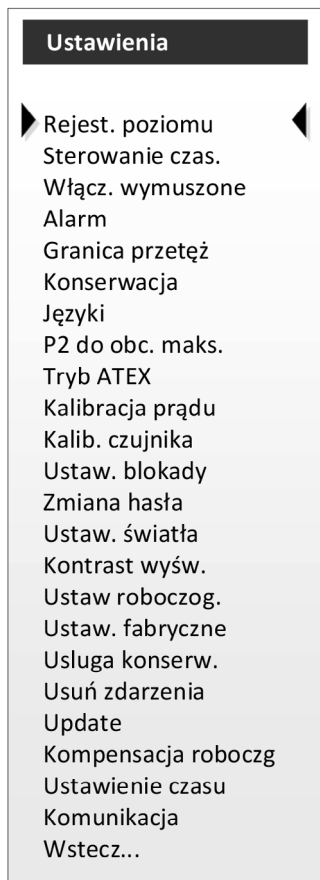 Ustawienia
Rejest. poziomu
Sterowanie czas.
Włącz. wymuszone
Alarm
Granica przetęż
Konserwacja
Języki
P2 do obc. maks.
Tryb ATEX
Kalibracja prądu
Kalib. czujnika
Ustaw. blokady
Zmiana hasła
Ustaw. światła
Kontrast wyśw.
Ustaw roboczog.
Ustaw. fabryczne
Usluga konserw.
Usuń zdarzenia
Update
Kompensacja roboczg
Ustawienie czasu
Komunikacja
Wstecz...